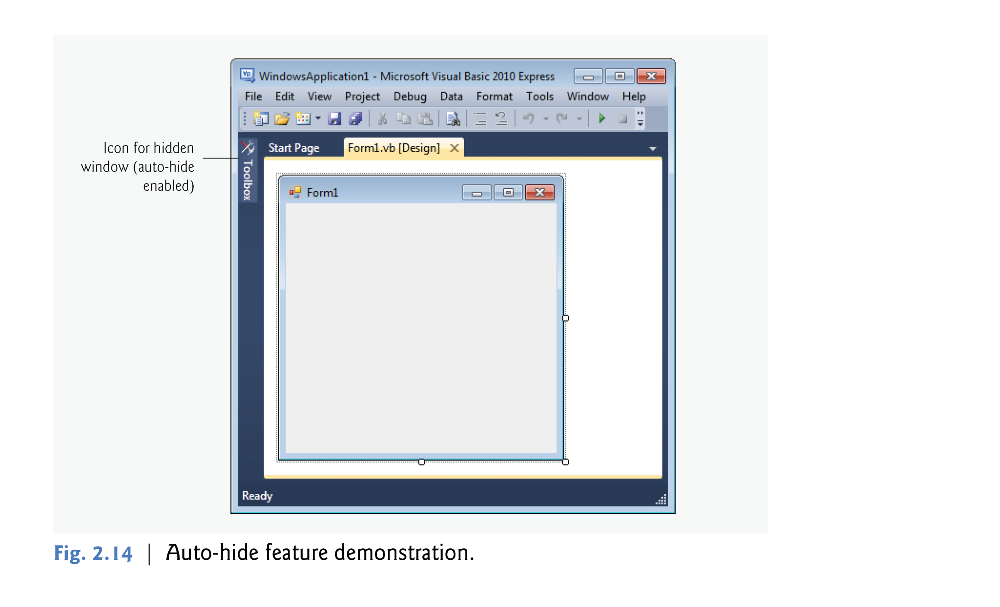 WindowsApplication1 - Microsoft Visual Basic 2010 Express
File Edit View Project Debug Data Format Tools Window Help
Icon for hidden
window (auto-hide
enabled)
Toolbox
Start Page
Form1.vb [Design]
Form1
Ready
Fig. 2.14 | Auto-hide feature demonstration.